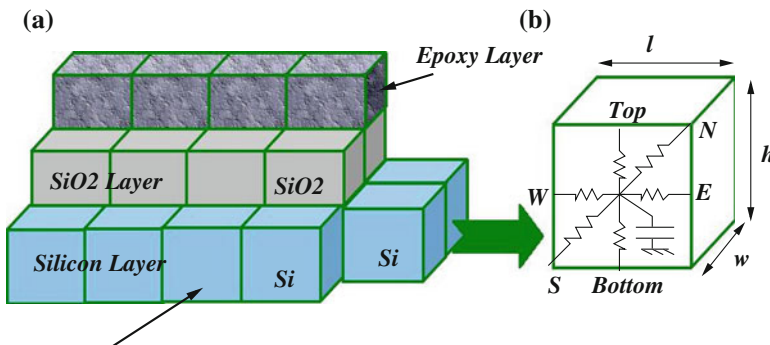 (a)
(b)
Epoxy Layer
SiO2 Layer
SiO2
Silicon Layer
Si
Si
l
Top
N
h
W
E
w
S
Bottom